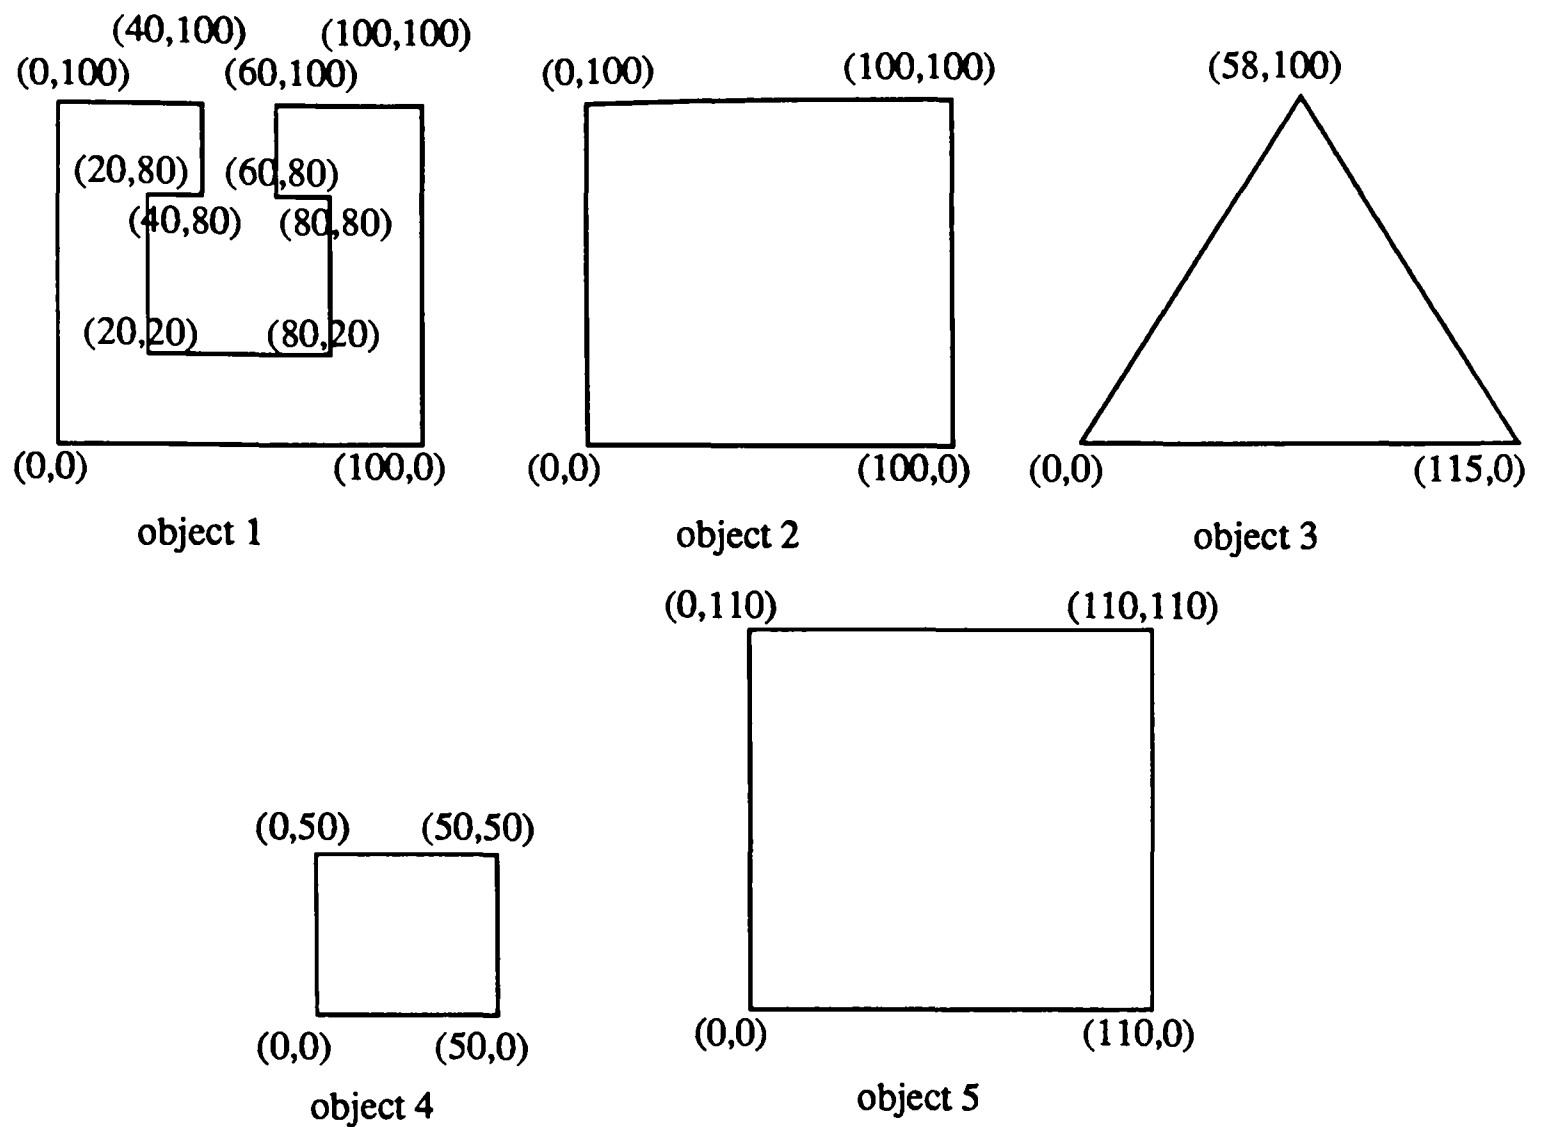 (40,100) (100,100)
(0,100) (60,100) (0,100) (100,100) (58,100)
(20,80) (60,80)
(40,80) (80,80)
(20,20) (80,20)
(0,0) (100,0) (0,0) (100,0) (0,0) (115,0)
object 1 object 2 object 3
(0,110) (110,110)
(0,50) (50,50)
(0,0) (50,0) (0,0) (110,0)
object 4 object 5